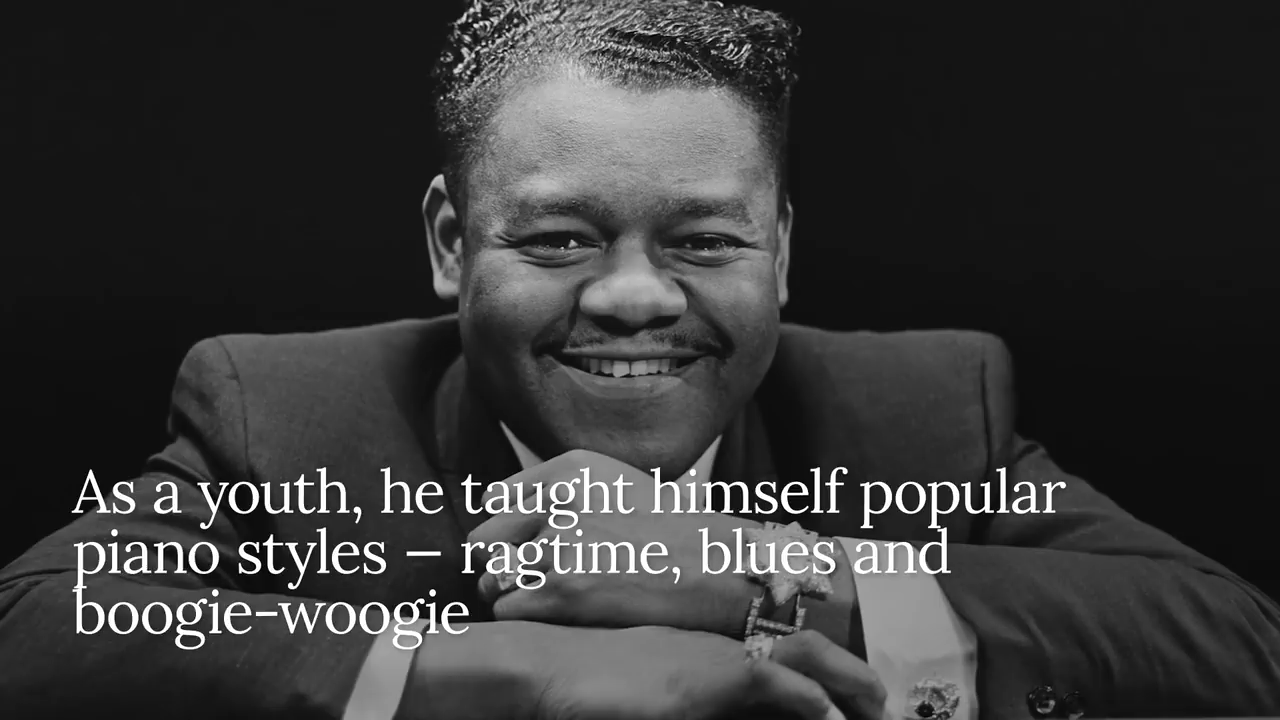 As a youth, he taught himself popular
piano styles – ragtime, blues and
boogie-woogie